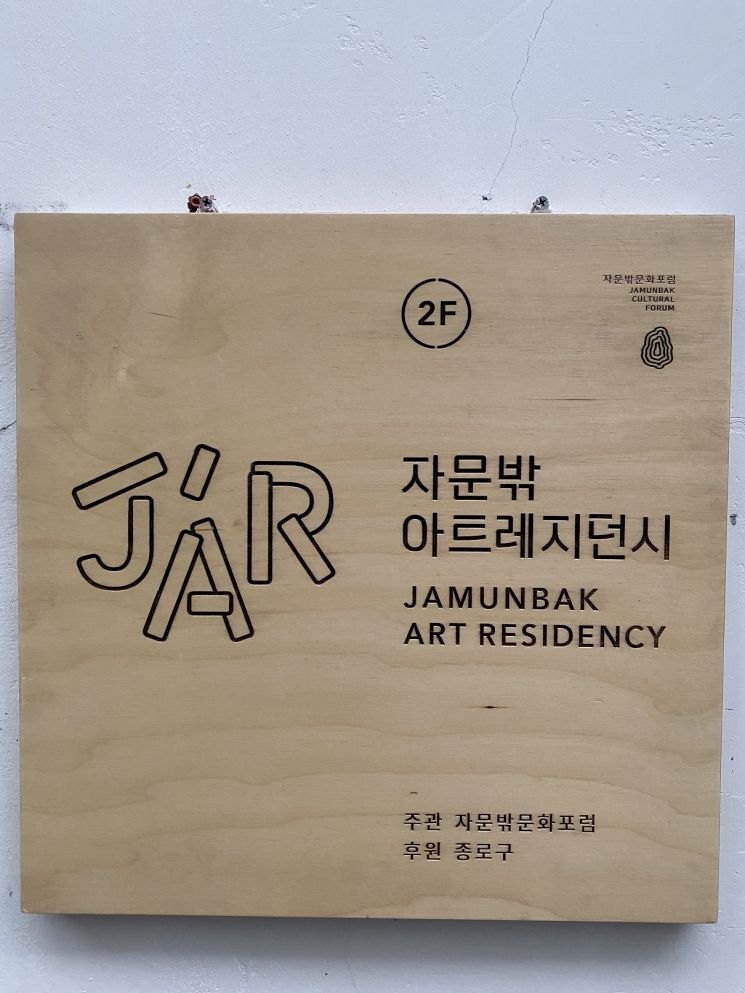 2F
자문밖문화포럼
JAMUNBAK
CULTURAL
FORUM
JAR
자문밖
아트레지던시
JAMUNBAK
ART RESIDENCY
주관 자문밖문화포럼
후원 종로구